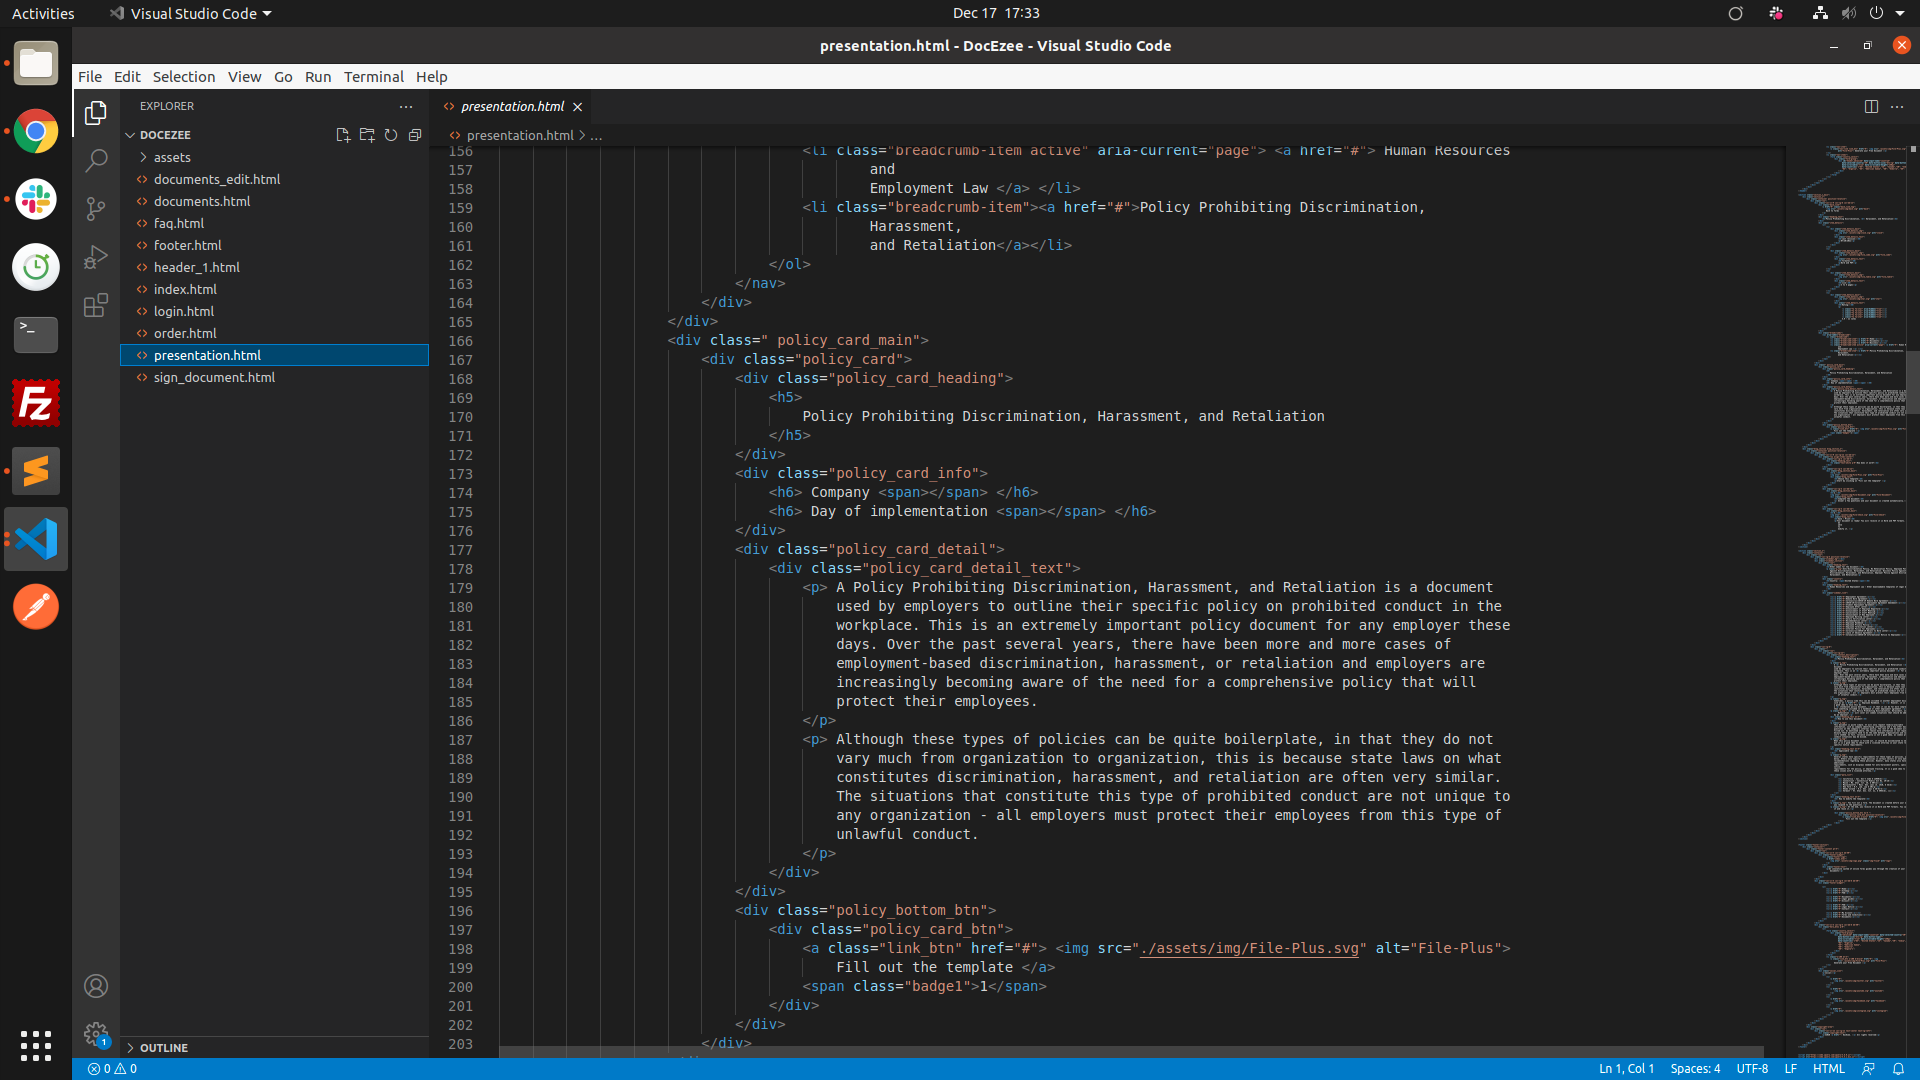 Activities
Visual Studio Code
Dec 17 17:33
presentation.html - DocEzee - Visual Studio Code
File Edit Selection View Go Run Terminal Help
EXPLORER
DOCEZEE
assets
documents_edit.html
documents.html
faq.html
footer.html
header_1.html
index.html
login.html
order.html
presentation.html
sign_document.html
OUTLINE
presentation.html
presentation.html > ...
156 <li class="breadcrumb-item active" aria-current="page"> <a href="#"> Human Resources
157 and
158 Employment Law </a> </li>
159 <li class="breadcrumb-item"><a href="#">Policy Prohibiting Discrimination,
160 Harassment,
161 and Retaliation</a></li>
162 </ol>
163 </nav>
164 </div>
165 </div>
166 <div class=" policy_card_main">
167 <div class="policy_card">
168 <div class="policy_card_heading">
169 <h5>
170 Policy Prohibiting Discrimination, Harassment, and Retaliation
171 </h5>
172 </div>
173 <div class="policy_card_info">
174 <h6> Company <span></span> </h6>
175 <h6> Day of implementation <span></span> </h6>
176 </div>
177 <div class="policy_card_detail">
178 <div class="policy_card_detail_text">
179 <p> A Policy Prohibiting Discrimination, Harassment, and Retaliation is a document
180 used by employers to outline their specific policy on prohibited conduct in the
181 workplace. This is an extremely important policy document for any employer these
182 days. Over the past several years, there have been more and more cases of
183 employment-based discrimination, harassment, or retaliation and employers are
184 increasingly becoming aware of the need for a comprehensive policy that will
185 protect their employees.
186 </p>
187 <p> Although these types of policies can be quite boilerplate, in that they do not
188 vary much from organization to organization, this is because state laws on what
189 constitutes discrimination, harassment, and retaliation are often very similar.
190 The situations that constitute this type of prohibited conduct are not unique to
191 any organization - all employers must protect their employees from this type of
192 unlawful conduct.
193 </p>
194 </div>
195 </div>
196 <div class="policy_bottom_btn">
197 <div class="policy_card_btn">
198 <a class="link_btn" href="#"> <img src="./assets/img/File-Plus.svg" alt="File-Plus">
199 Fill out the template </a>
200 <span class="badge1">1</span>
201 </div>
202 </div>
203 </div>
1
0 0
Ln 1, Col 1 Spaces: 4 UTF-8 LF HTML